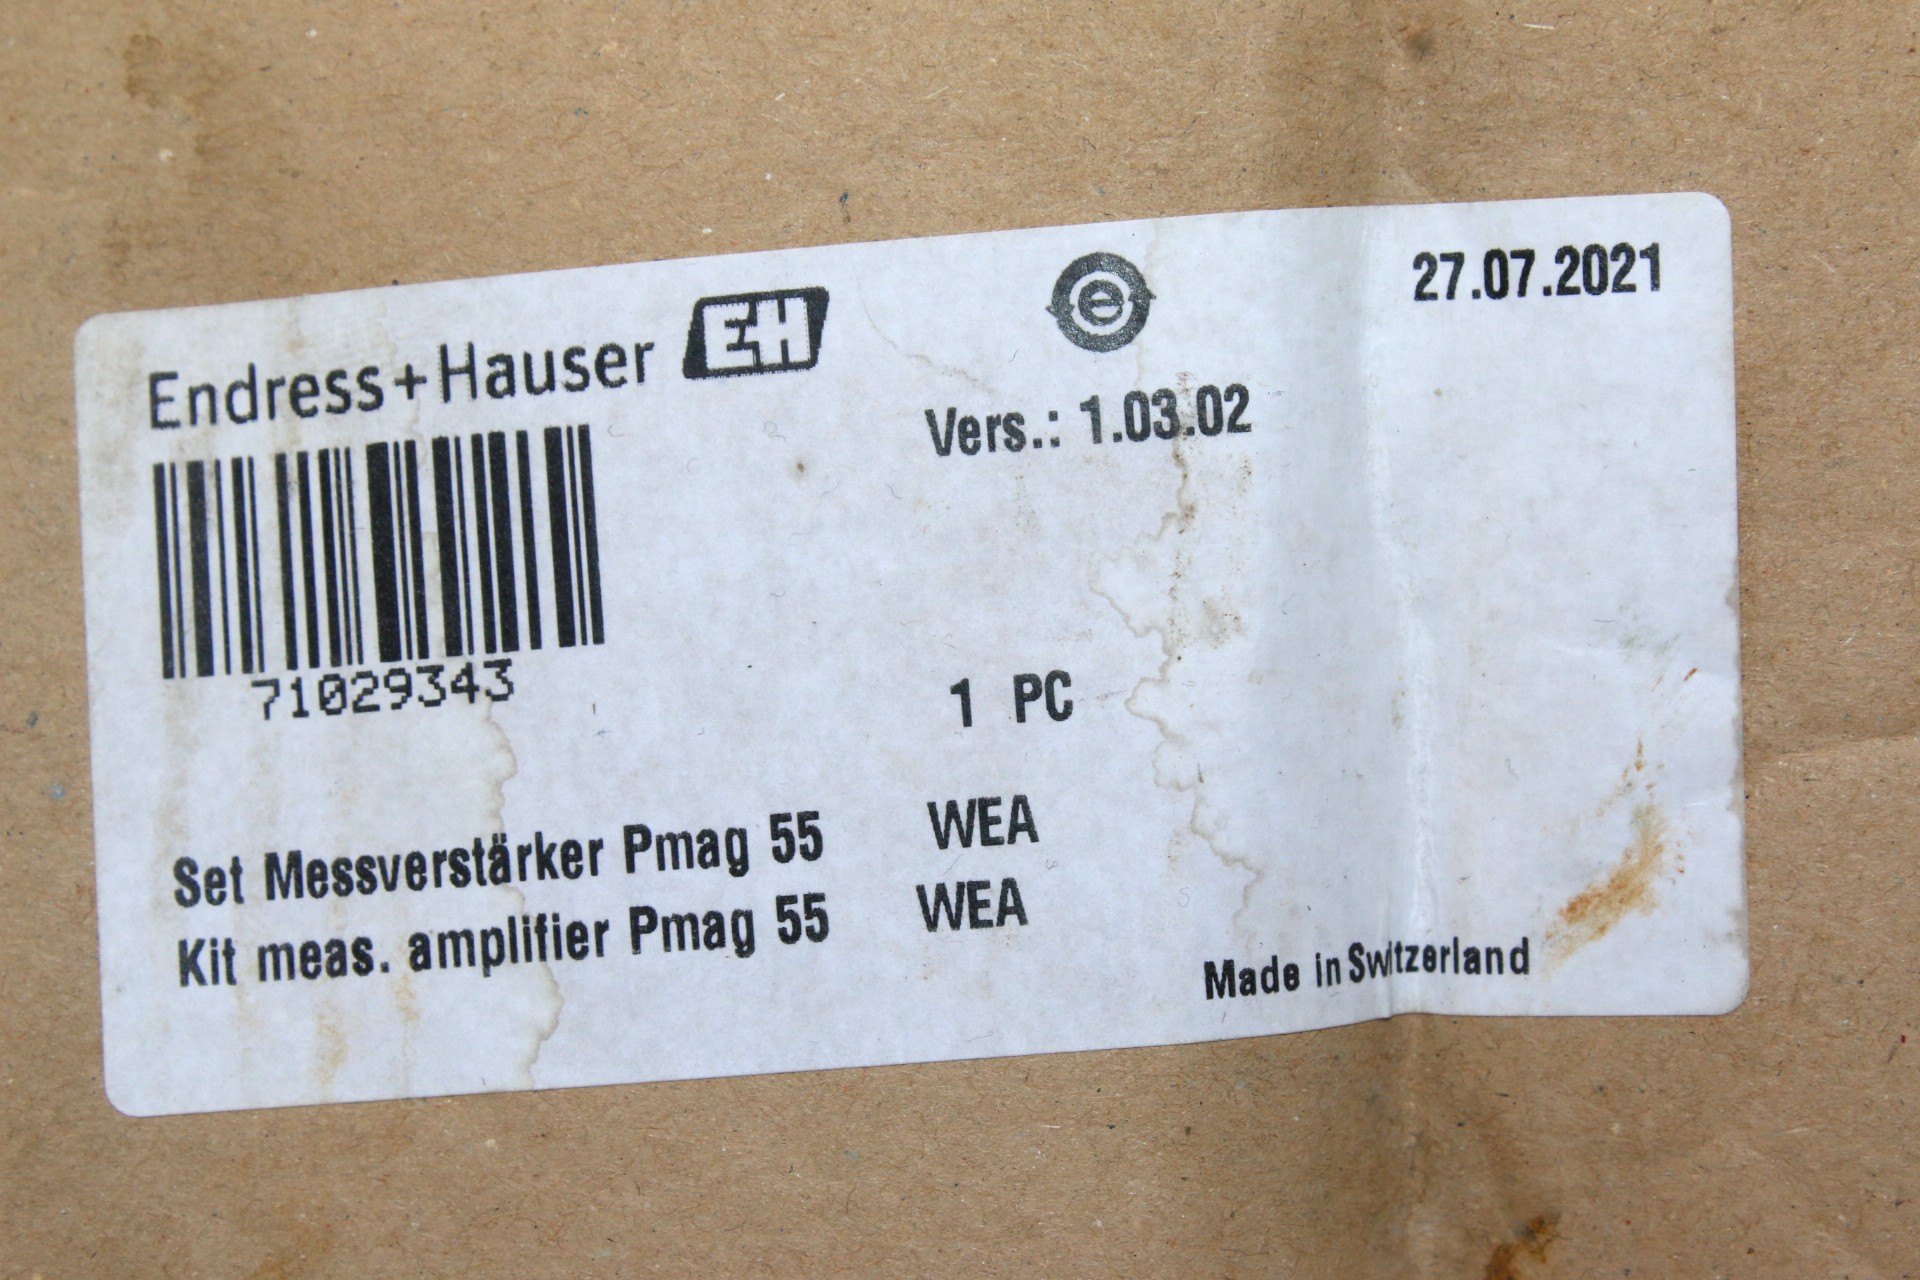 27.07.2021
Endress+Hauser EH
e
Vers.: 1.03.02
71029343
1 PC
Set Messverstärker Pmag 55 WEA
Kit meas. amplifier Pmag 55 WEA
Made in Switzerland